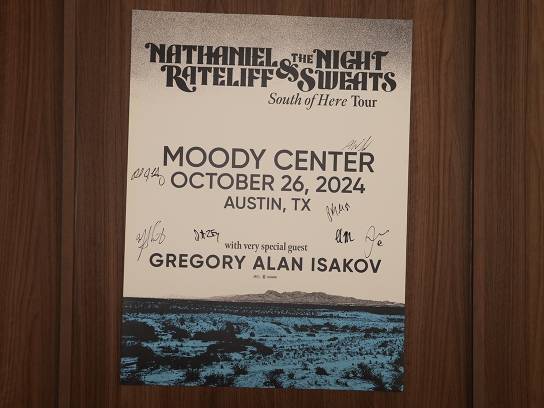 NATHANIEL RATELIFF & THE NIGHT SWEATS
South of Here Tour
MOODY CENTER
OCTOBER 26, 2024
AUSTIN, TX
with very special guest
GREGORY ALAN ISAKOV